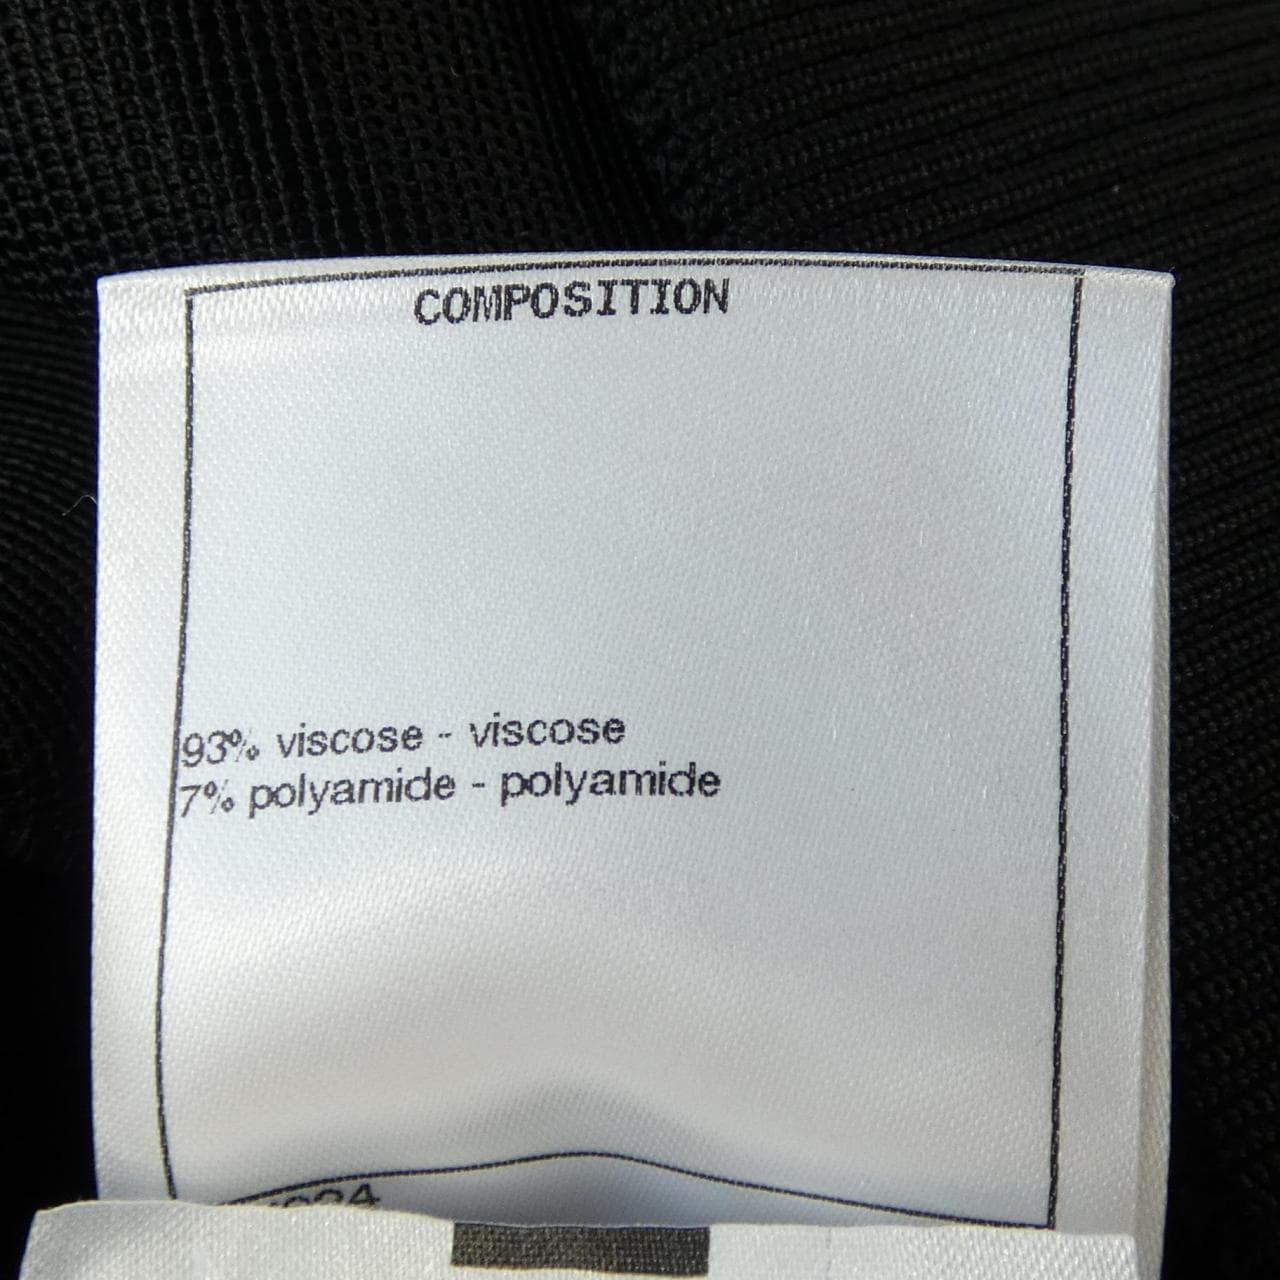 COMPOSITION
93% viscose - viscose
7% polyamide - polyamide